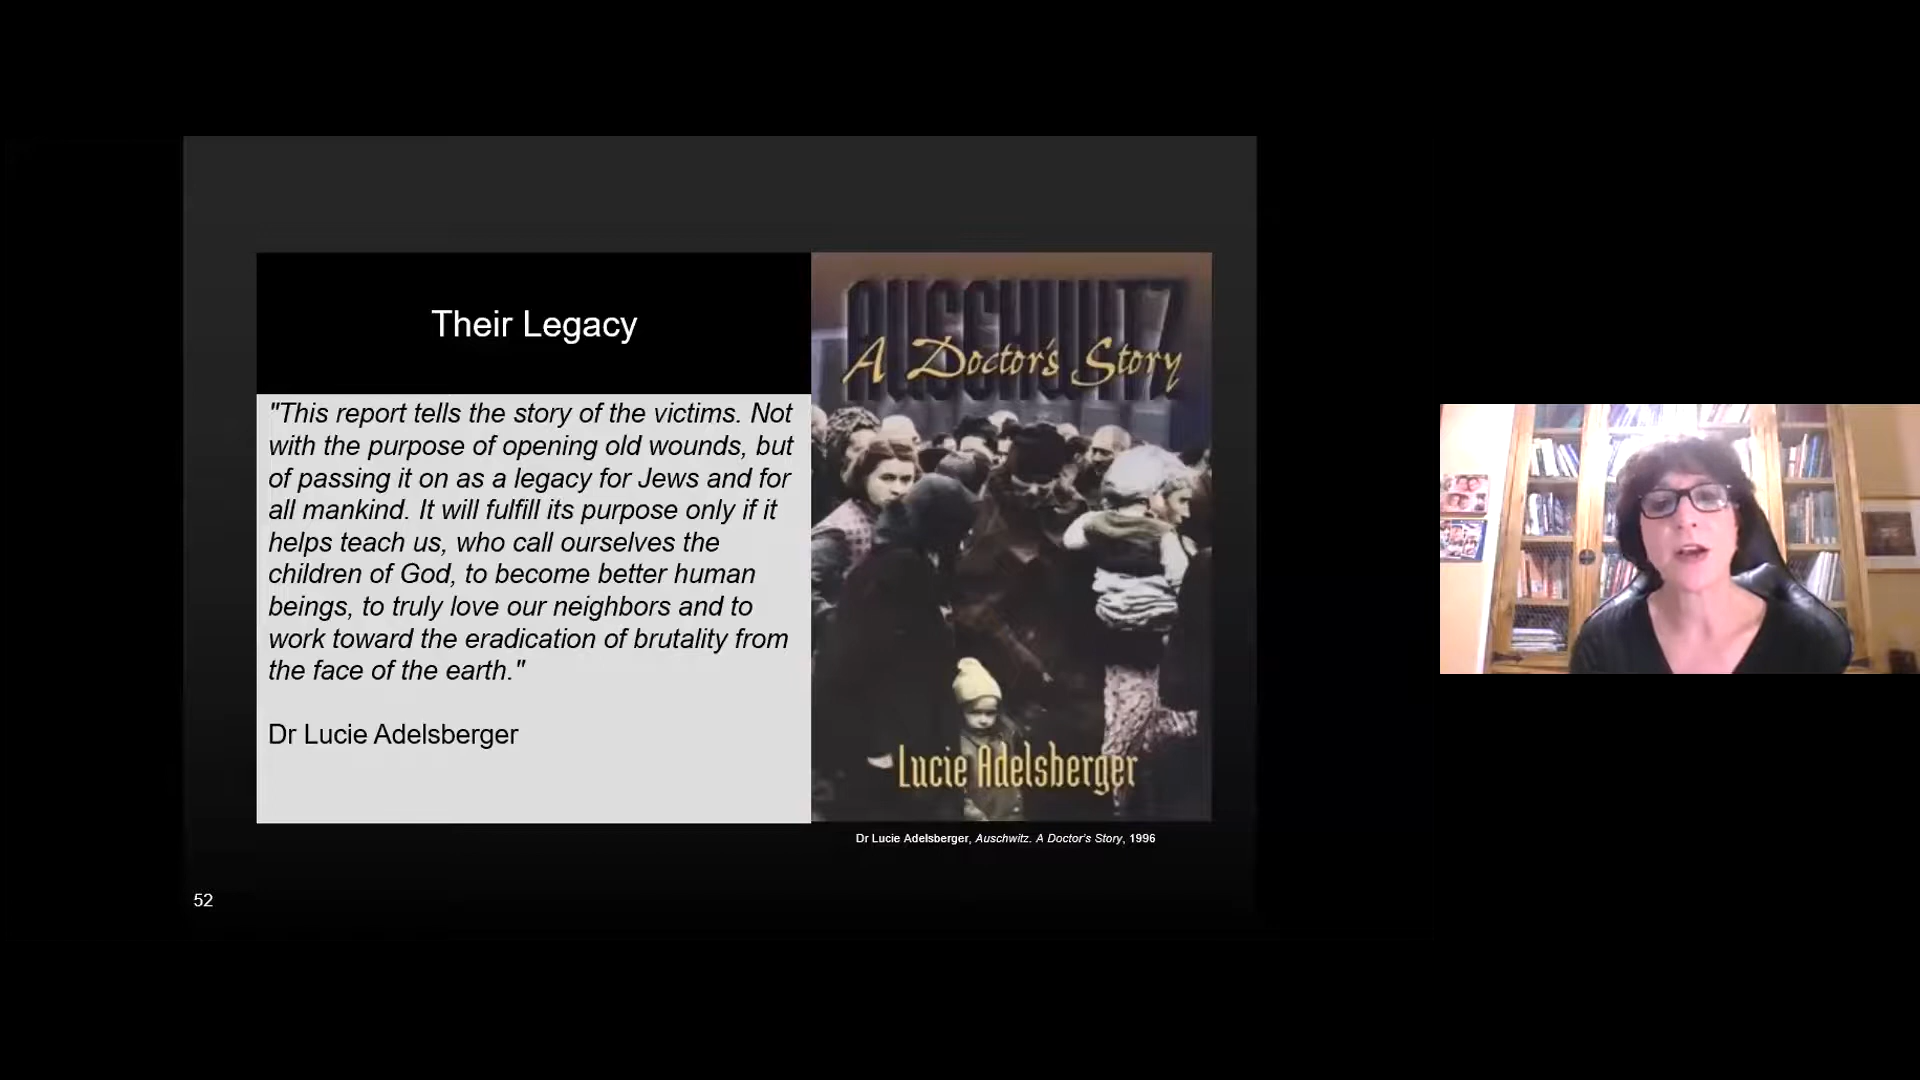 Their Legacy
"This report tells the story of the victims. Not
with the purpose of opening old wounds, but
of passing it on as a legacy for Jews and for
all mankind. It will fulfill its purpose only if it
helps teach us, who call ourselves the
children of God, to become better human
beings, to truly love our neighbors and to
work toward the eradication of brutality from
the face of the earth."
Dr Lucie Adelsberger
AUSCHWITZ
A Doctor's Story
Lucie Adelsberger
Dr Lucie Adelsberger, Auschwitz. A Doctor's Story, 1996
52